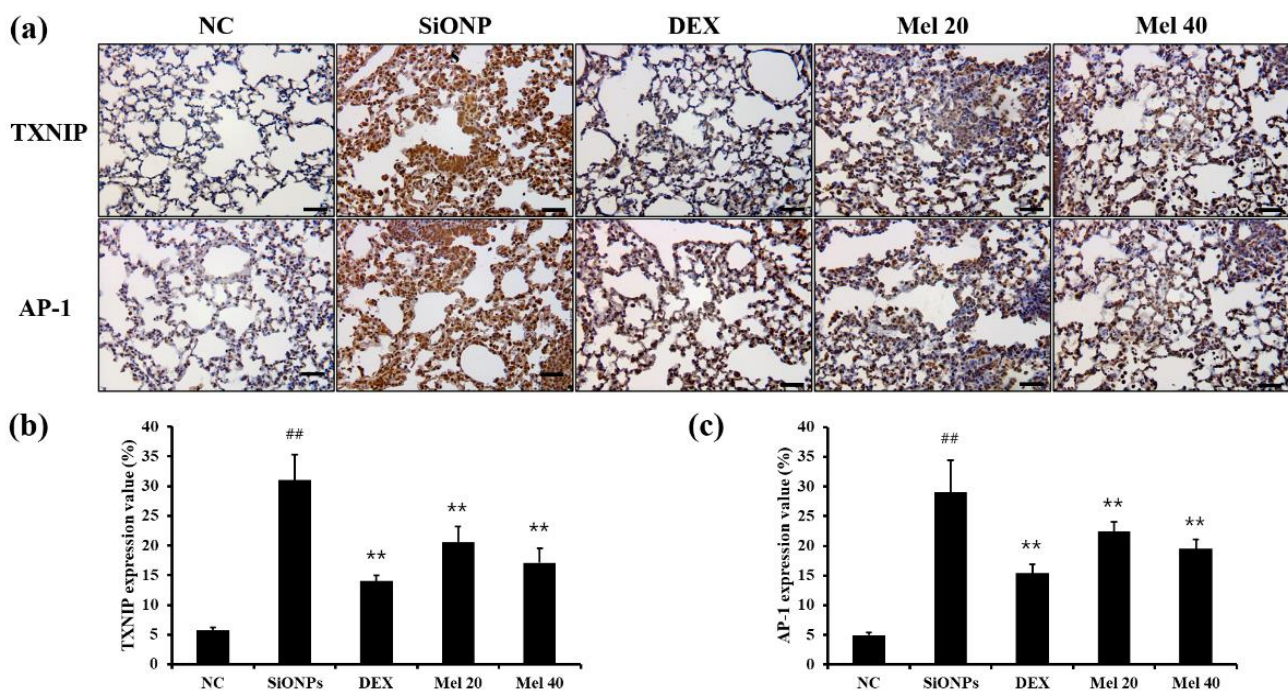 (a)
NC SiONP DEX Mel 20 Mel 40
TXNIP
AP-1
(b)
TXNIP expression value (%)
40
35
30
25
20
15
10
5
0
##
**
**
**
NC SiONPs DEX Mel 20 Mel 40
(c)
AP-1 expression value (%)
40
35
30
25
20
15
10
5
0
##
**
**
**
NC SiONPs DEX Mel 20 Mel 40